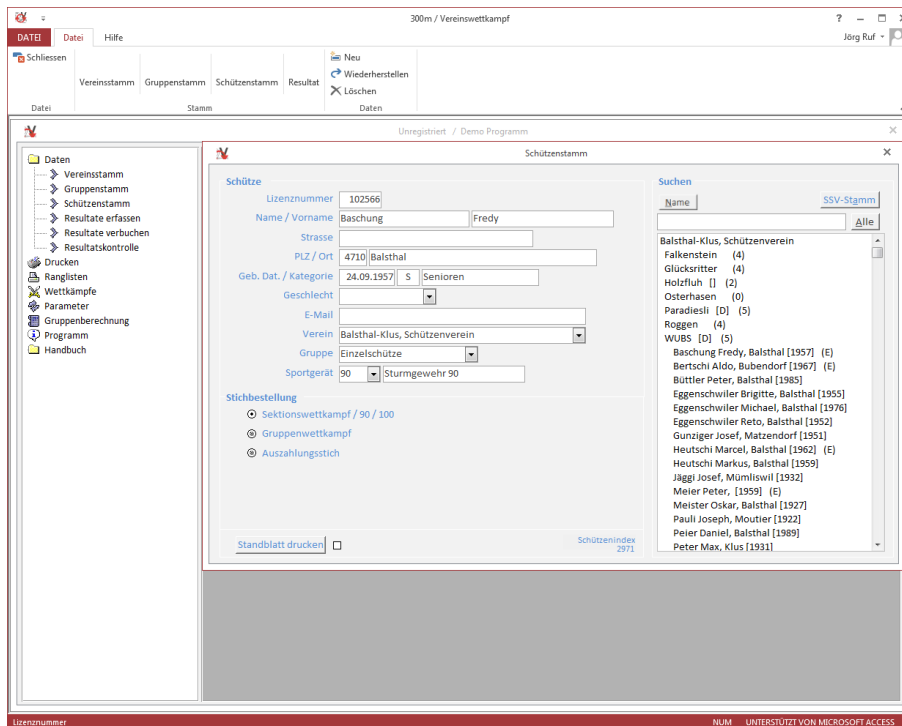 300m / Vereinswettkampf
?
DATEI Datei Hilfe
Jörg Ruf
Schliessen
Vereinsstamm Gruppenstamm Schützenstamm Resultat
Neu
Wiederherstellen
Löschen
Datei Stamm Daten
Unregistriert / Demo Programm
Daten
Vereinsstamm
Gruppenstamm
Schützenstamm
Resultate erfassen
Resultate verbuchen
Resultatskontrolle
Drucken
Ranglisten
Wettkämpfe
Parameter
Gruppenberechnung
Programm
Handbuch
Schützenstamm
Schütze
Lizenznummer 102566
Name / Vorname Baschung Fredy
Strasse
PLZ / Ort 4710 Balsthal
Geb. Dat. / Kategorie 24.09.1957 S Senioren
Geschlecht
E-Mail
Verein Balsthal-Klus, Schützenverein
Gruppe Einzelschütze
Sportgerät 90 Sturmgewehr 90
Stichbestellung
Sektionswettkampf / 90 / 100
Gruppenwettkampf
Auszahlungsstich
Standblatt drucken
Schützenindex
2971
Suchen
Name SSV-Stamm
Alle
Balsthal-Klus, Schützenverein
Falkenstein (4)
Glücksritter (4)
Holzfluh [] (2)
Osterhasen (0)
Paradiesli [D] (5)
Roggen (4)
WUBS [D] (5)
Baschung Fredy, Balsthal [1957] (E)
Bertschi Aldo, Bubendorf [1967] (E)
Büttler Peter, Balsthal [1985]
Eggenschwiler Brigitte, Balsthal [1955]
Eggenschwiler Michael, Balsthal [1976]
Eggenschwiler Reto, Balsthal [1952]
Gunziger Josef, Matzendorf [1951]
Heutschi Marcel, Balsthal [1962] (E)
Heutschi Markus, Balsthal [1959]
Jäggi Josef, Mümliswil [1932]
Meier Peter, [1959] (E)
Meister Oskar, Balsthal [1927]
Pauli Joseph, Moutier [1922]
Peier Daniel, Balsthal [1989]
Peter Max, Klus [1931]
Lizenznummer
NUM UNTERSTÜTZT VON MICROSOFT ACCESS